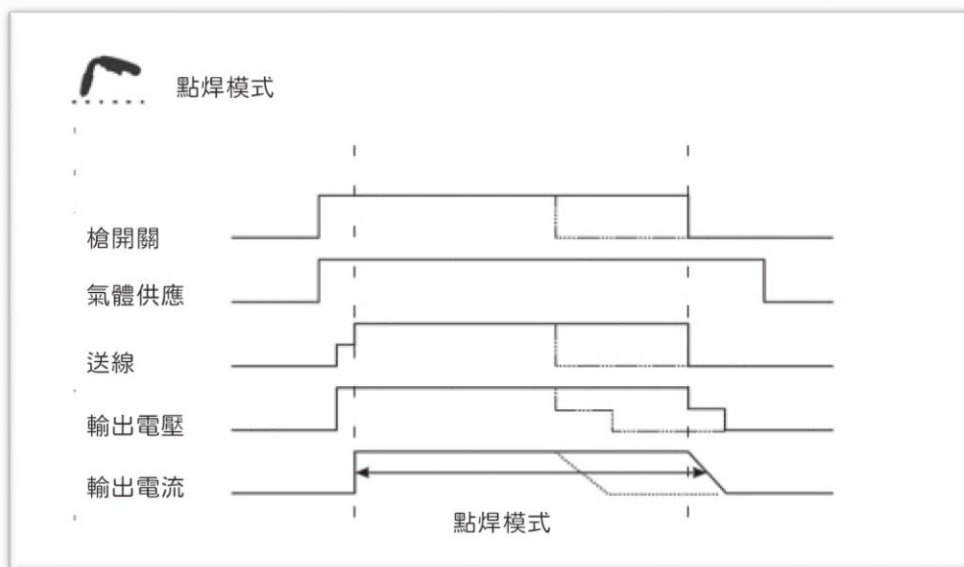 點焊模式
槍開關
氣體供應
送線
輸出電壓
輸出電流
點焊模式